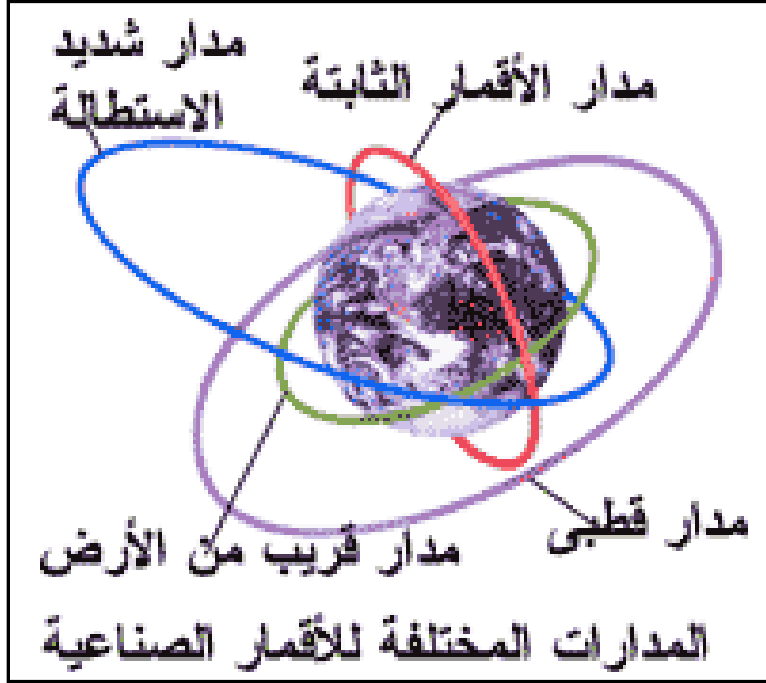 مدار شديد
الاستطالة
مدار الأقمار الثابتة
مدار قطبى
مدار قريب من الأرض
المدارات المختلفة للأقمار الصناعية